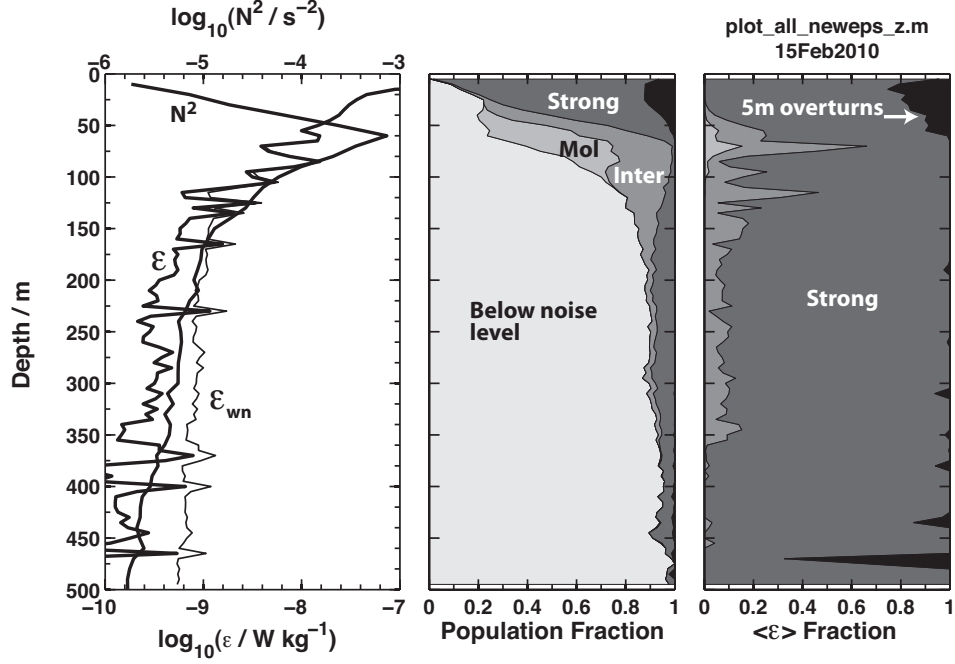 log10(N² / s⁻²)
plot_all_neweps_z.m
15Feb2010
−6 −5 −4 −3
0
50
100
150
200
250
300
350
400
450
500
Depth / m
N²
ε
εwn
−10 −9 −8 −7
log10(ε / W kg⁻¹)
Strong
Mol
Inter
Below noise
level
0 0.2 0.4 0.6 0.8 1
Population Fraction
5m overturns
Strong
0 0.2 0.4 0.6 0.8 1
<ε> Fraction